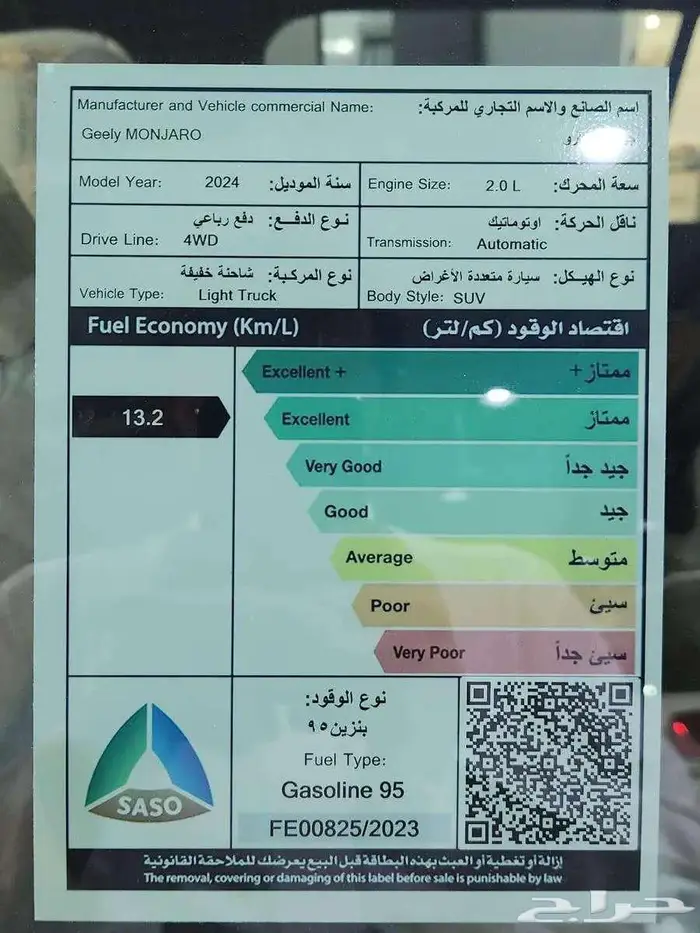 Manufacturer and Vehicle commercial Name: اسم الصانع والاسم التجاري للمركبة:
Geely MONJARO
Model Year: 2024 سنة الموديل:
Engine Size: 2.0 L سعة المحرك:
نوع الدفع: دفع رباعي
Drive Line: 4WD
ناقل الحركة: اوتوماتيك
Transmission: Automatic
نوع المركبة: شاحنة خفيفة
Vehicle Type: Light Truck
نوع الهيكل: سيارة متعددة الأغراض
Body Style: SUV
Fuel Economy (Km/L) اقتصاد الوقود (كم/لتر)
Excellent + ممتاز+
13.2
Excellent ممتاز
Very Good جيد جداً
Good جيد
Average متوسط
Poor سيئ
Very Poor سيئ جداً
SASO
نوع الوقود:
بنزين ٩٥
Fuel Type:
Gasoline 95
FE00825/2023
إزالة أو تغطية أو العبث بهذه البطاقة قبل البيع يعرضك للملاحقة القانونية
The removal, covering or damaging of this label before sale is punishable by law
حراج